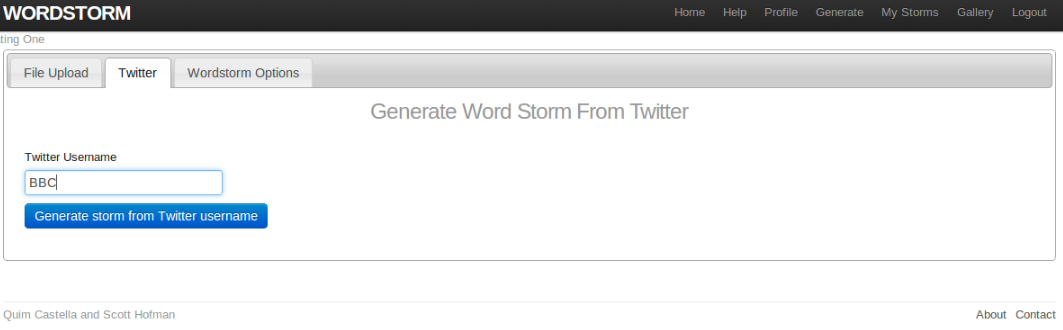 WORDSTORM Home Help Profile Generate My Storms Gallery Logout
ting One
File Upload Twitter Wordstorm Options
Generate Word Storm From Twitter
Twitter Username
BBC
Generate storm from Twitter username
Quim Castella and Scott Hofman About Contact